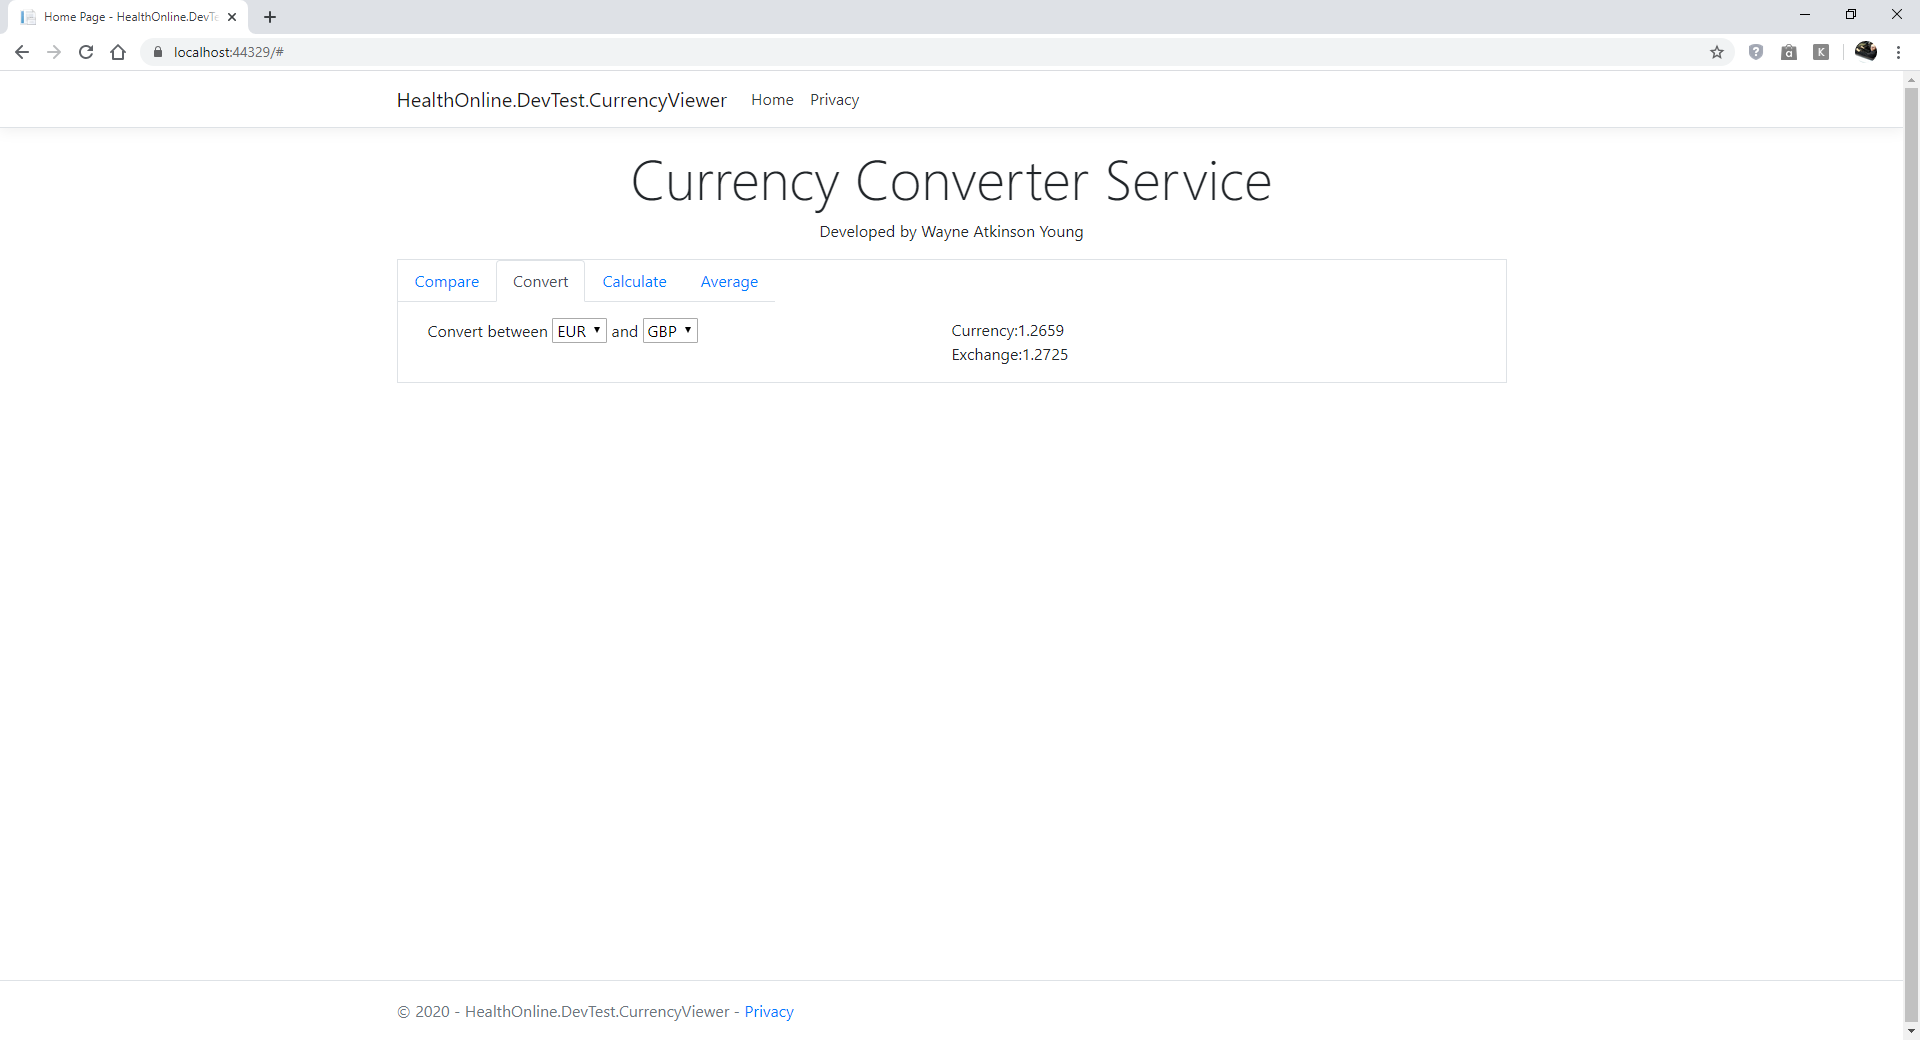 Home Page - HealthOnline.DevTe
localhost:44329/#
K
HealthOnline.DevTest.CurrencyViewer Home Privacy
Currency Converter Service
Developed by Wayne Atkinson Young
Compare Convert Calculate Average
Convert between EUR and GBP
Currency:1.2659
Exchange:1.2725
© 2020 - HealthOnline.DevTest.CurrencyViewer - Privacy